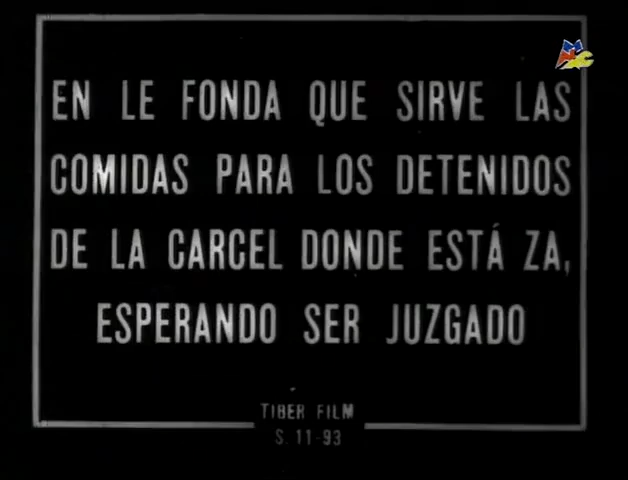 EN LE FONDA QUE SIRVE LAS
COMIDAS PARA LOS DETENIDOS
DE LA CARCEL DONDE ESTÁ ZA,
ESPERANDO SER JUZGADO
TIBER FILM
S. 11-93